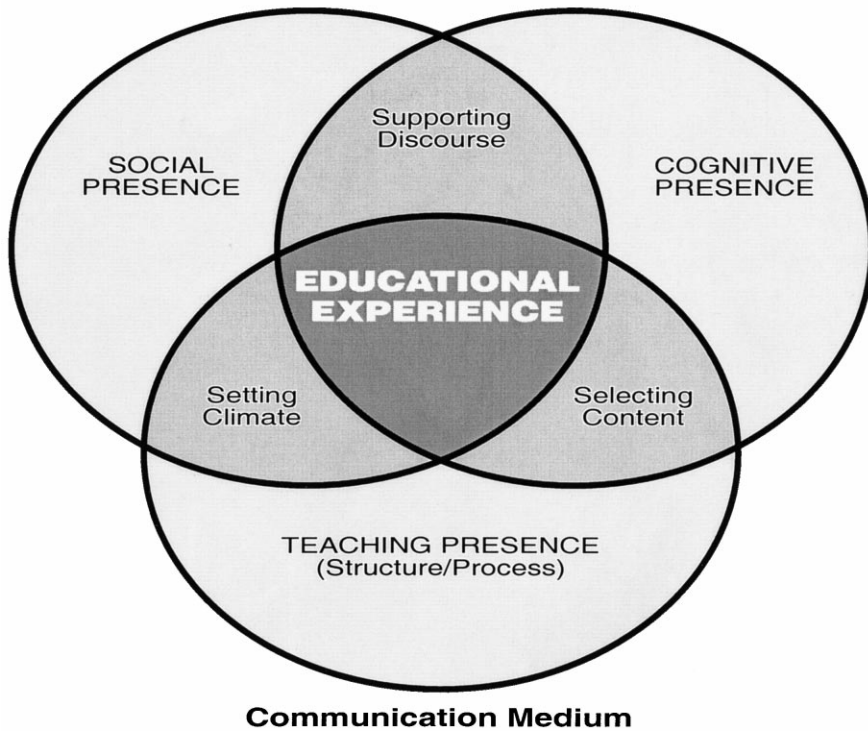 Supporting
Discourse
SOCIAL
PRESENCE
COGNITIVE
PRESENCE
EDUCATIONAL
EXPERIENCE
Setting
Climate
Selecting
Content
TEACHING PRESENCE
(Structure/Process)
Communication Medium